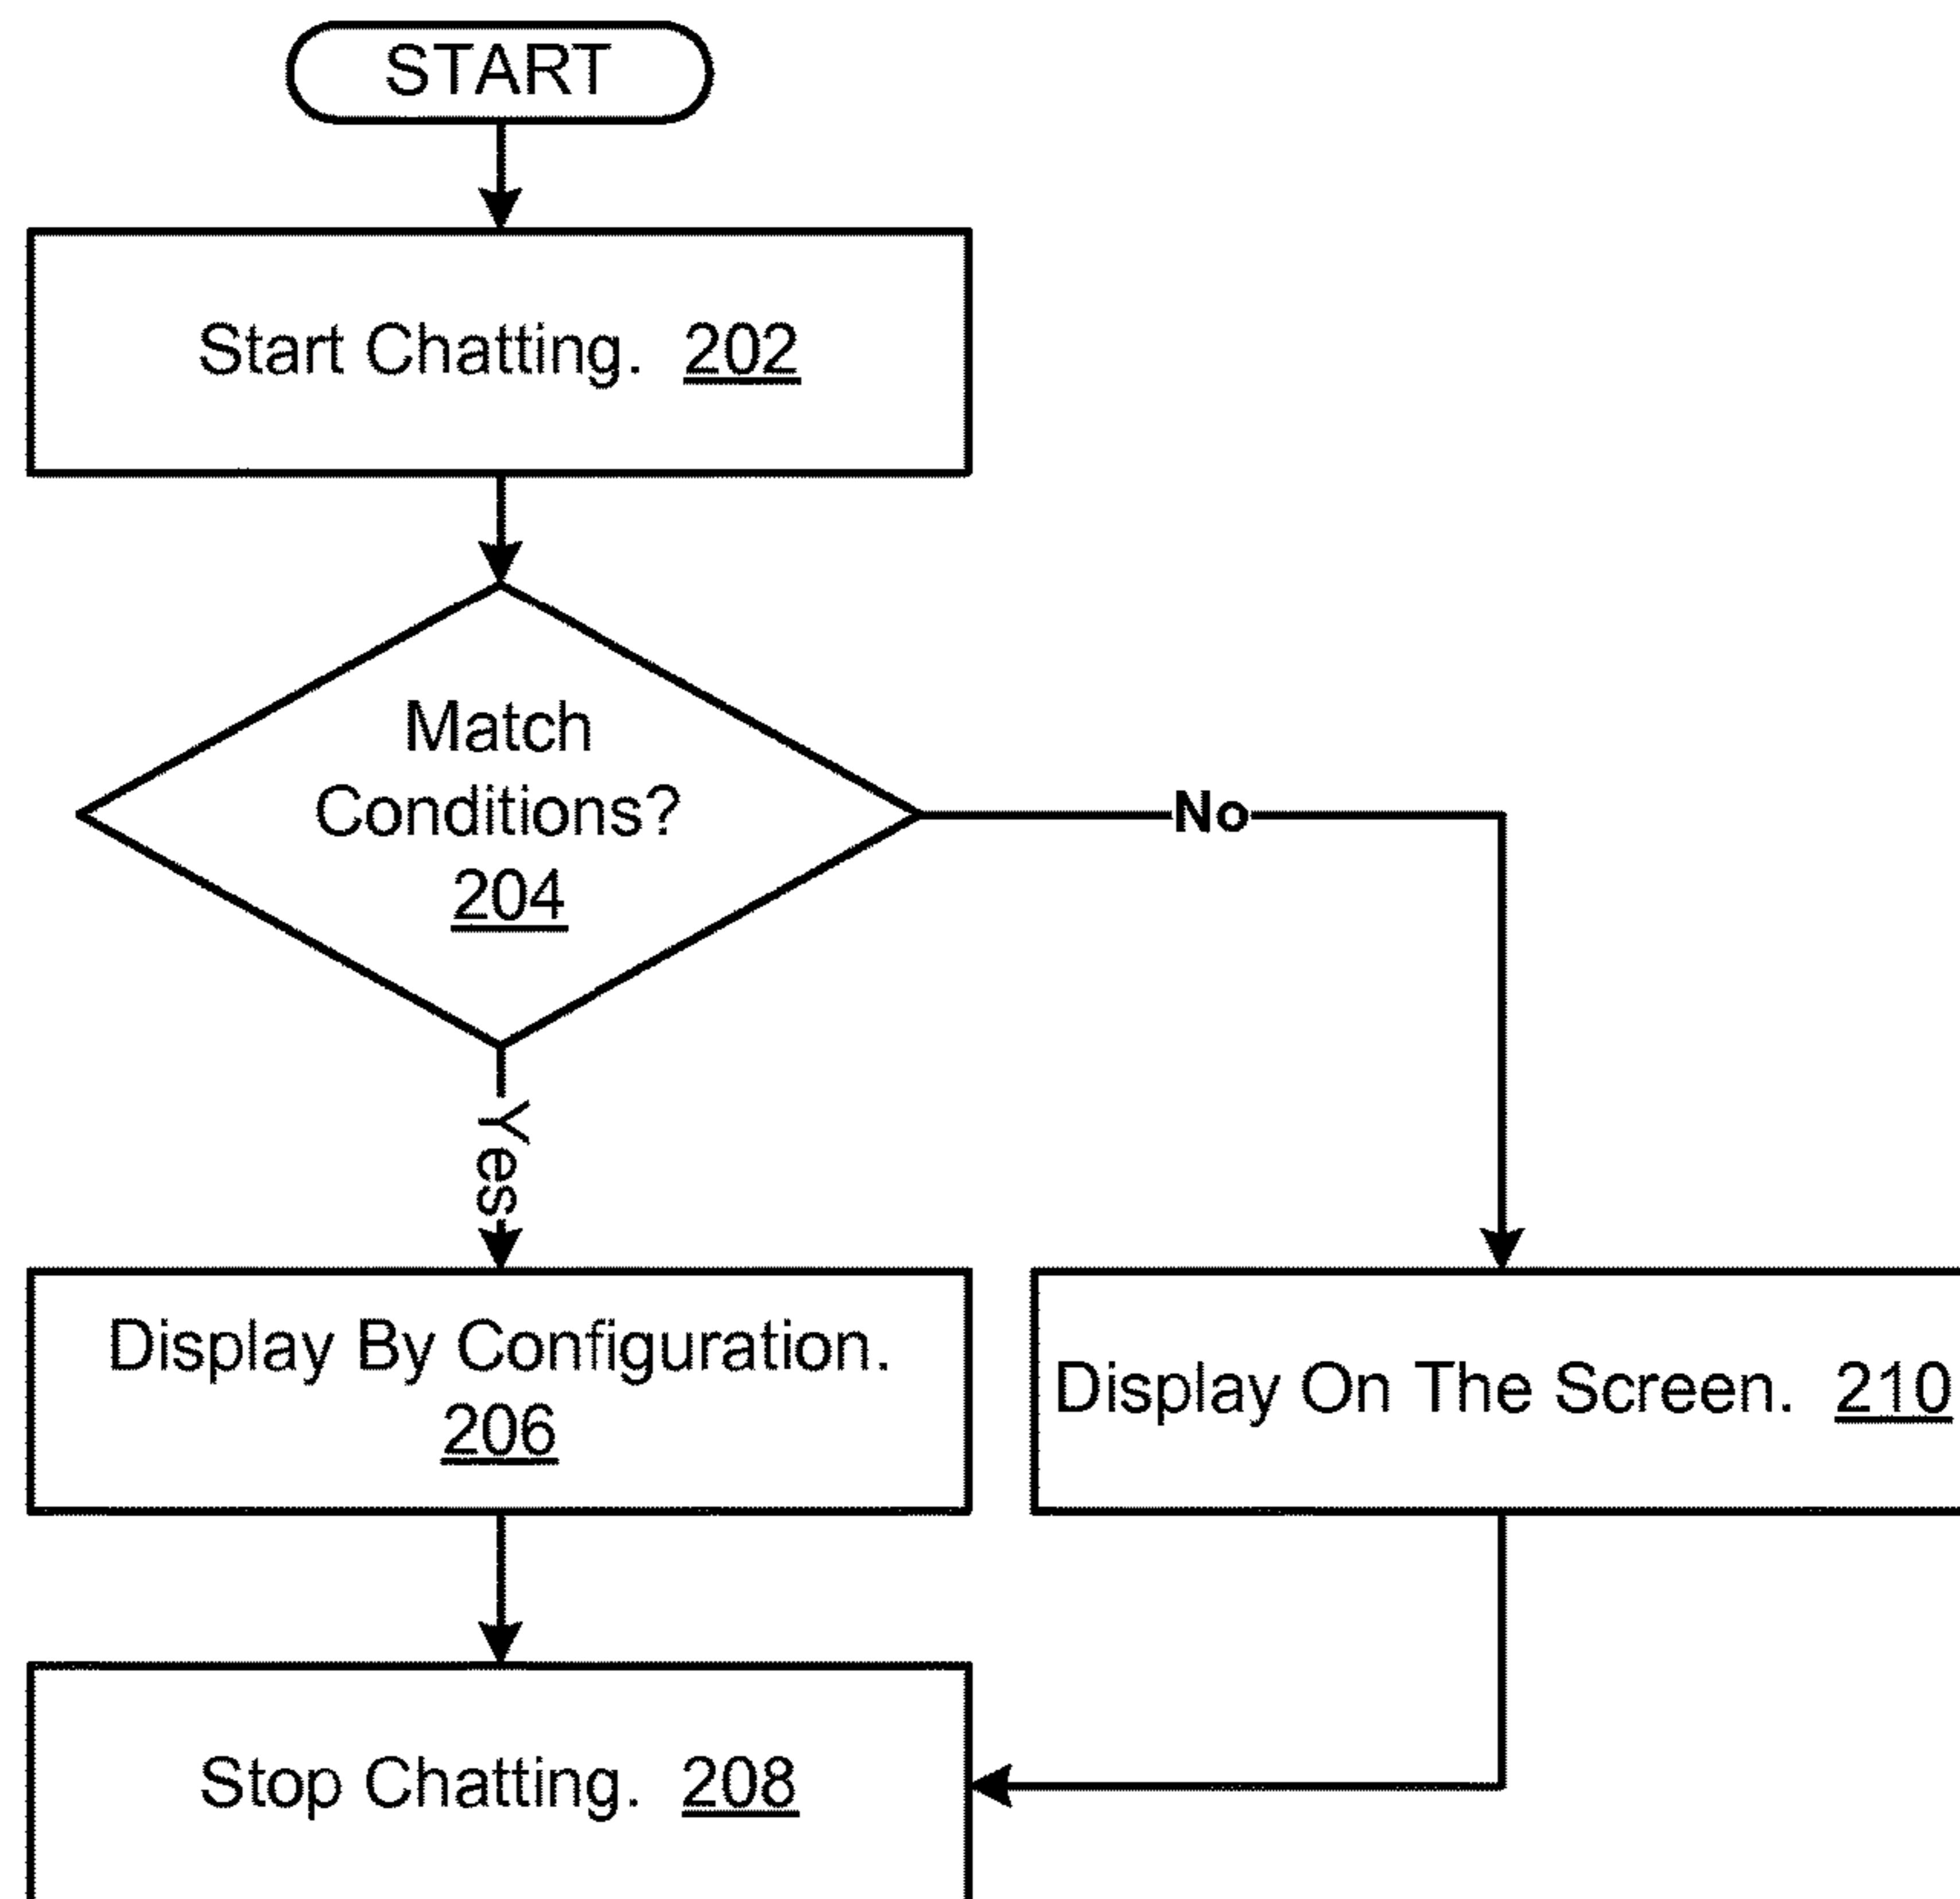 START
Start Chatting. 202
Match
Conditions?
204
No
Yes
Display By Configuration.
206
Display On The Screen. 210
Stop Chatting. 208